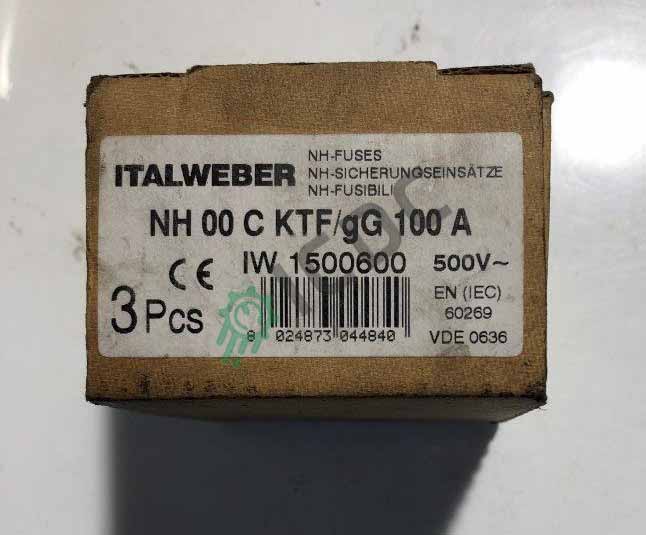 ITALWEBER
NH-FUSES
NH-SICHERUNGSEINSÄTZE
NH-FUSIBILI
NH 00 C KTF/gG 100 A
CE
IW 1500600
500V~
3 Pcs
EN (IEC)
60269
VDE 0636
8 024873 044840
ICDC